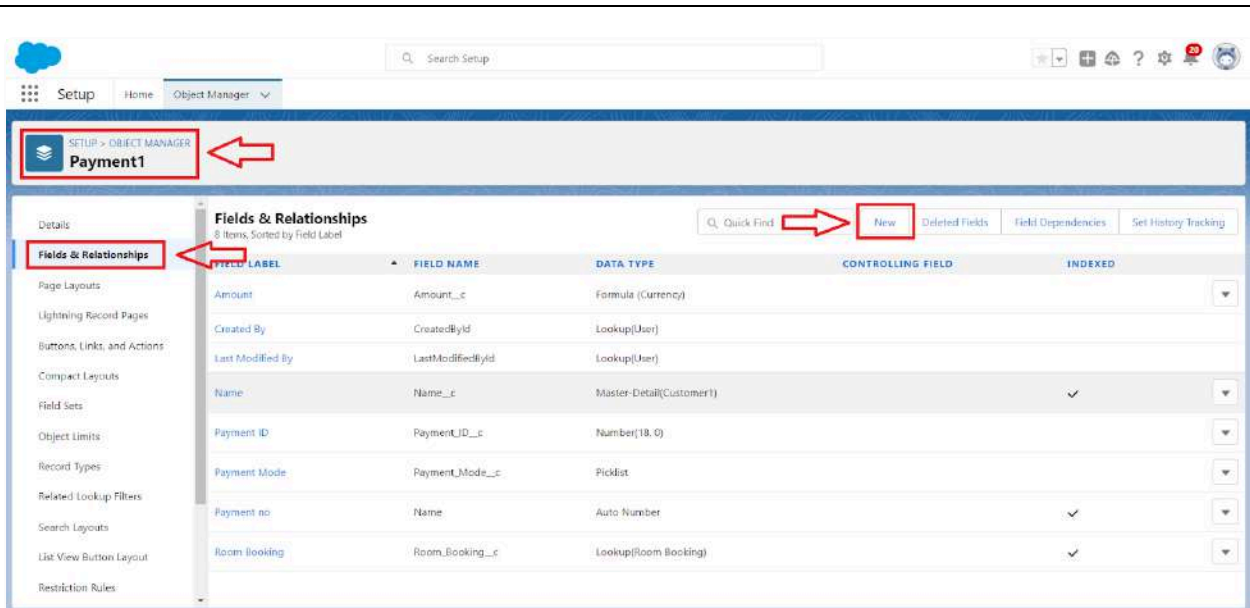 Search Setup
20
Setup Home Object Manager
SETUP > OBJECT MANAGER
Payment1
Details
Fields & Relationships
Page Layouts
Lightning Record Pages
Buttons, Links, and Actions
Compact Layouts
Field Sets
Object Limits
Record Types
Related Lookup Filters
Search Layouts
List View Button Layout
Restriction Rules
Fields & Relationships
8 Items, Sorted by Field Label
Quick Find New Deleted Fields Field Dependencies Set History Tracking
FIELD LABEL FIELD NAME DATA TYPE CONTROLLING FIELD INDEXED
Amount Amount__c Formula (Currency)
Created By CreatedById Lookup(User)
Last Modified By LastModifiedById Lookup(User)
Name Name__c Master-Detail(Customer1)
Payment ID Payment_ID__c Number(18, 0)
Payment Mode Payment_Mode__c Picklist
Payment no Name Auto Number
Room Booking Room_Booking__c Lookup(Room Booking)